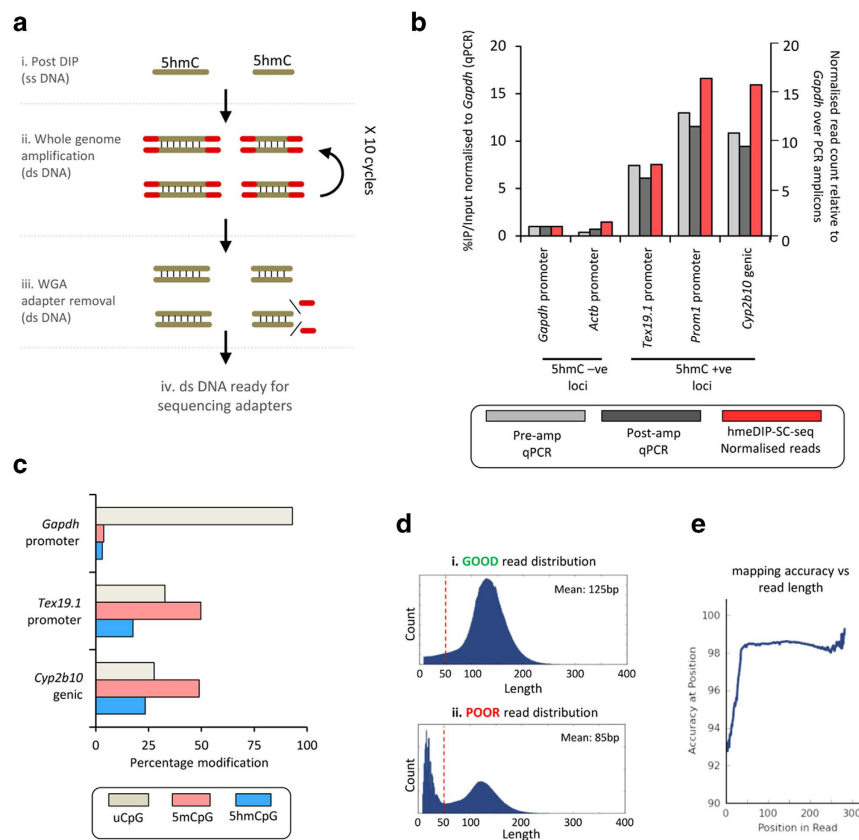 a
i. Post DIP
(ss DNA)
5hmC
5hmC
ii. Whole genome
amplification
(ds DNA)
X 10 cycles
iii. WGA
adapter removal
(ds DNA)
iv. ds DNA ready for
sequencing adapters
b
%IP/Input normalised to Gapdh (qPCR)
20
15
10
5
0
20
15
10
5
0
Normalised read count relative to
Gapdh over PCR amplicons
Gapdh promoter
Actb promoter
Tex19.1 promoter
Prom1 promoter
Cyp2b10 genic
5hmC –ve
loci
5hmC +ve
loci
Pre-amp
qPCR
Post-amp
qPCR
hmeDIP-SC-seq
Normalised reads
c
Gapdh
promoter
Tex19.1
promoter
Cyp2b10
genic
0 25 50 75 100
Percentage modification
uCpG
5mCpG
5hmCpG
d
i. GOOD read distribution
Mean: 125bp
Count
0 50 100 200 300 400
Length
ii. POOR read distribution
Mean: 85bp
Count
0 50 100 200 300 400
Length
e
mapping accuracy vs
read length
Accuracy at Position
100
98
96
94
92
90
0 100 200 300
Position in Read